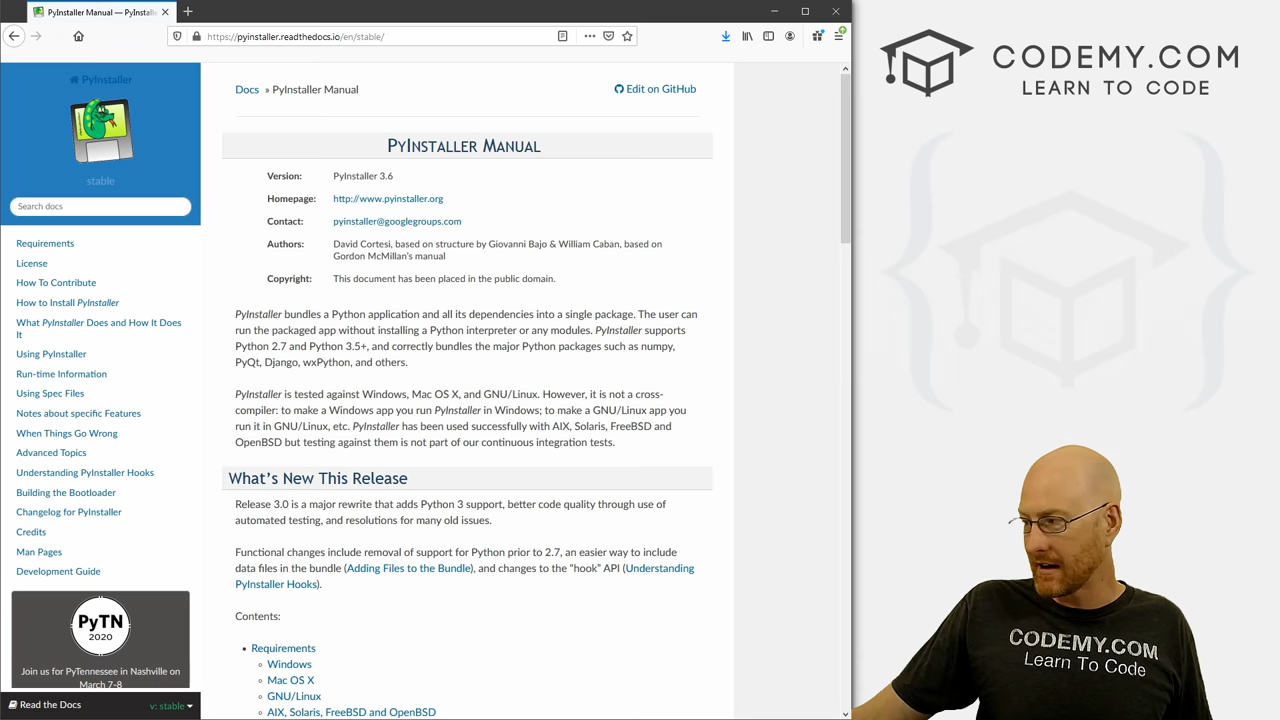 PyInstaller Manual — PyInstalle
https://pyinstaller.readthedocs.io/en/stable/
PyInstaller
stable
Search docs
Requirements
License
How To Contribute
How to Install PyInstaller
What PyInstaller Does and How It Does
It
Using PyInstaller
Run-time Information
Using Spec Files
Notes about specific Features
When Things Go Wrong
Advanced Topics
Understanding PyInstaller Hooks
Building the Bootloader
Changelog for PyInstaller
Credits
Man Pages
Development Guide
PyTN
2020
Join us for PyTennessee in Nashville on
March 7-8
Read the Docs
v: stable
Docs » PyInstaller Manual
Edit on GitHub
PyInstaller Manual
Version: PyInstaller 3.6
Homepage: http://www.pyinstaller.org
Contact: pyinstaller@googlegroups.com
Authors: David Cortesi, based on structure by Giovanni Bajo & William Caban, based on
Gordon McMillan's manual
Copyright: This document has been placed in the public domain.
PyInstaller bundles a Python application and all its dependencies into a single package. The user can
run the packaged app without installing a Python interpreter or any modules. PyInstaller supports
Python 2.7 and Python 3.5+, and correctly bundles the major Python packages such as numpy,
PyQt, Django, wxPython, and others.
PyInstaller is tested against Windows, Mac OS X, and GNU/Linux. However, it is not a cross-
compiler: to make a Windows app you run PyInstaller in Windows; to make a GNU/Linux app you
run it in GNU/Linux, etc. PyInstaller has been used successfully with AIX, Solaris, FreeBSD and
OpenBSD but testing against them is not part of our continuous integration tests.
What's New This Release
Release 3.0 is a major rewrite that adds Python 3 support, better code quality through use of
automated testing, and resolutions for many old issues.
Functional changes include removal of support for Python prior to 2.7, an easier way to include
data files in the bundle (Adding Files to the Bundle), and changes to the “hook” API (Understanding
PyInstaller Hooks).
Contents:
Requirements
Windows
Mac OS X
GNU/Linux
AIX, Solaris, FreeBSD and OpenBSD
CODEMY.COM
LEARN TO CODE
CODEMY.COM
Learn To Code